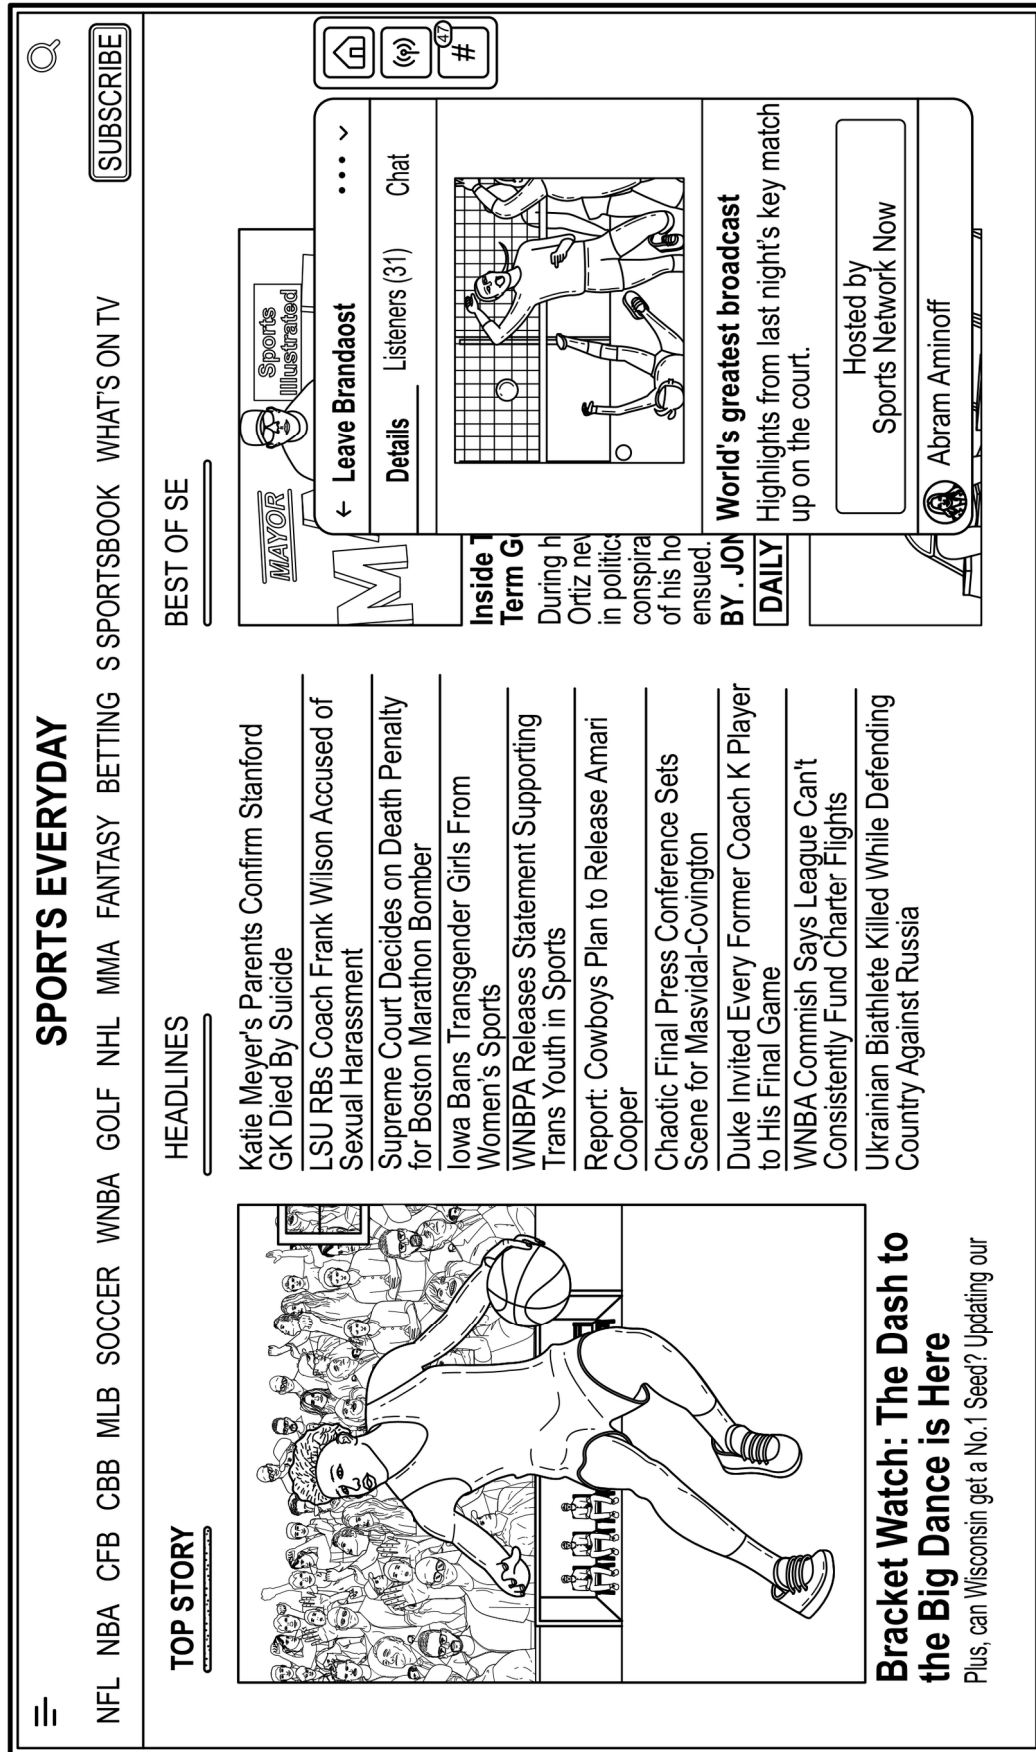 SPORTS EVERYDAY
SUBSCRIBE
NFL NBA CFB CBB MLB SOCCER WNBA GOLF NHL MMA FANTASY BETTING S SPORTSBOOK WHAT'S ON TV
TOP STORY
Bracket Watch: The Dash to
the Big Dance is Here
Plus, can Wisconsin get a No.1 Seed? Updating our
HEADLINES
Katie Meyer's Parents Confirm Stanford
GK Died By Suicide
LSU RBs Coach Frank Wilson Accused of
Sexual Harassment
Supreme Court Decides on Death Penalty
for Boston Marathon Bomber
Iowa Bans Transgender Girls From
Women's Sports
WNBPA Releases Statement Supporting
Trans Youth in Sports
Report: Cowboys Plan to Release Amari
Cooper
Chaotic Final Press Conference Sets
Scene for Masvidal-Covington
Duke Invited Every Former Coach K Player
to His Final Game
WNBA Commish Says League Can't
Consistently Fund Charter Flights
Ukrainian Biathlete Killed While Defending
Country Against Russia
BEST OF SE
MAYOR
M
Sports
Illustrated
Inside T
Term G
During h
Ortiz nev
in politics
conspira
of his ho
ensued.
BY . JON
DAILY
47
#
← Leave Brandaost
Details Listeners (31) Chat
World's greatest broadcast
Highlights from last night's key match
up on the court.
Hosted by
Sports Network Now
Abram Aminoff